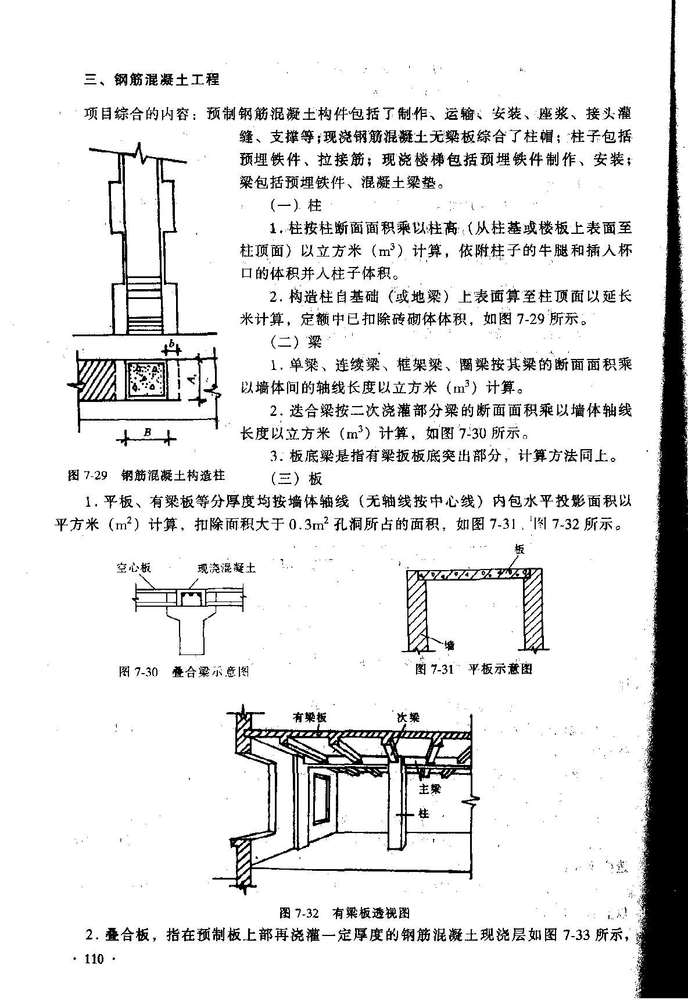 三、钢筋混凝土工程
项目综合的内容：预制钢筋混凝土构件包括了制作、运输、安装、座浆、接头灌
缝、支撑等；现浇钢筋混凝土无梁板综合了柱帽；柱子包括
预埋铁件、拉接筋；现浇楼梯包括预埋铁件制作、安装；
梁包括预埋铁件、混凝土梁垫。
（一）柱
1.柱按柱断面面积乘以柱高（从柱基或楼板上表面至
柱顶面）以立方米（m³）计算，依附柱子的牛腿和插入杯
口的体积并入柱子体积。
2.构造柱自基础（或地梁）上表面算至柱顶面以延长
米计算，定额中已扣除砖砌体体积，如图 7-29 所示。
（二）梁
1.单梁、连续梁、框架梁、圈梁按其梁的断面面积乘
以墙体间的轴线长度以立方米（m³）计算。
2.迭合梁按二次浇灌部分梁的断面面积乘以墙体轴线
长度以立方米（m³）计算，如图 7-30 所示。
3.板底梁是指有梁扳板底突出部分，计算方法同上。
b
A
B
图 7-29 钢筋混凝土构造柱
（三）板
1.平板、有梁板等分厚度均按墙体轴线（无轴线按中心线）内包水平投影面积以
平方米（m²）计算，扣除面积大于 0.3m² 孔洞所占的面积，如图 7-31、图 7-32 所示。
空心板 现浇混凝土
板
墙
图 7-30 叠合梁示意图
图 7-31 平板示意图
有梁板 次梁
主梁
柱
图 7-32 有梁板透视图
2.叠合板，指在预制板上部再浇灌一定厚度的钢筋混凝土现浇层如图 7-33 所示，
· 110 ·